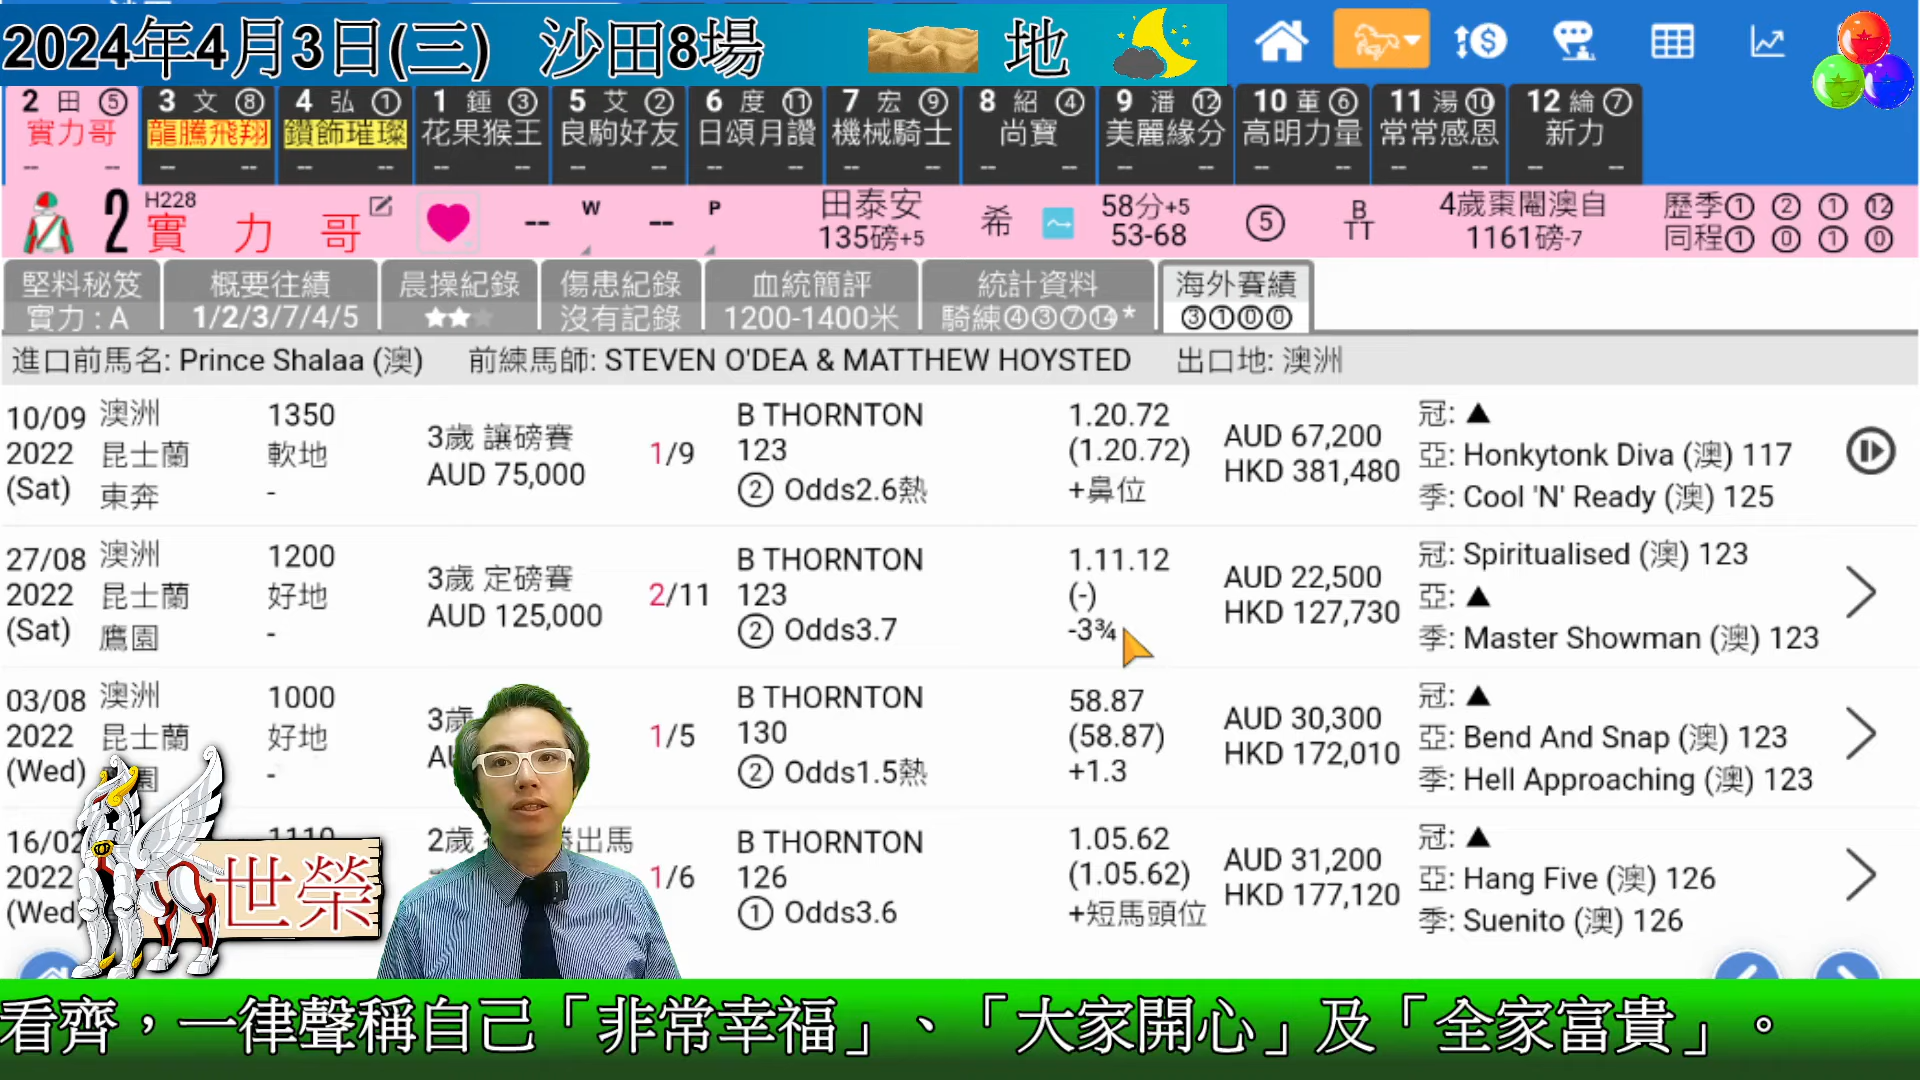 2024年4月3日(三) 沙田8場 地
2 田 ⑤
實力哥
-- --
3 文 ⑧
龍騰飛翔
-- --
4 弘 ①
鑽飾璀璨
-- --
1 鍾 ③
花果猴王
-- --
5 艾 ②
良駒好友
-- --
6 度 ⑪
日頌月讚
-- --
7 宏 ⑨
機械騎士
-- --
8 紹 ④
尚寶
-- --
9 潘 ⑫
美麗緣分
-- --
10 董 ⑥
高明力量
-- --
11 湯 ⑩
常常感恩
-- --
12 綸 ⑦
新力
-- --
2 H228
實力哥
-- W -- P
田泰安
135磅+5
希
58分+5
53-68
⑤
B
TT
4歲棗閹澳自
1161磅-7
歷季① ② ① ⑫
同程① ⓪ ① ⓪
堅料秘笈
實力 : A
概要往績
1/2/3/7/4/5
晨操紀錄
★★★
傷患紀錄
沒有記錄
血統簡評
1200-1400米
統計資料
騎練④③⑦⑭*
海外賽績
③①⓪⓪
進口前馬名: Prince Shalaa (澳) 前練馬師: STEVEN O'DEA & MATTHEW HOYSTED 出口地: 澳洲
10/09
2022
(Sat)
澳洲
昆士蘭
東奔
1350
軟地
-
3歲 讓磅賽
AUD 75,000
1/9
B THORNTON
123
② Odds2.6熱
1.20.72
(1.20.72)
+鼻位
AUD 67,200
HKD 381,480
冠: ▲
亞: Honkytonk Diva (澳) 117
季: Cool 'N' Ready (澳) 125
27/08
2022
(Sat)
澳洲
昆士蘭
鷹園
1200
好地
-
3歲 定磅賽
AUD 125,000
2/11
B THORNTON
123
② Odds3.7
1.11.12
(-)
-3¾
AUD 22,500
HKD 127,730
冠: Spiritualised (澳) 123
亞: ▲
季: Master Showman (澳) 123
03/08
2022
(Wed)
澳洲
昆士蘭
園
1000
好地
-
3歲
1/5
B THORNTON
130
② Odds1.5熱
58.87
(58.87)
+1.3
AUD 30,300
HKD 172,010
冠: ▲
亞: Bend And Snap (澳) 123
季: Hell Approaching (澳) 123
16/02
2022
(Wed)
1110
2歲 出馬
1/6
B THORNTON
126
① Odds3.6
1.05.62
(1.05.62)
+短馬頭位
AUD 31,200
HKD 177,120
冠: ▲
亞: Hang Five (澳) 126
季: Suenito (澳) 126
世榮
看齊，一律聲稱自己「非常幸福」、「大家開心」及「全家富貴」。